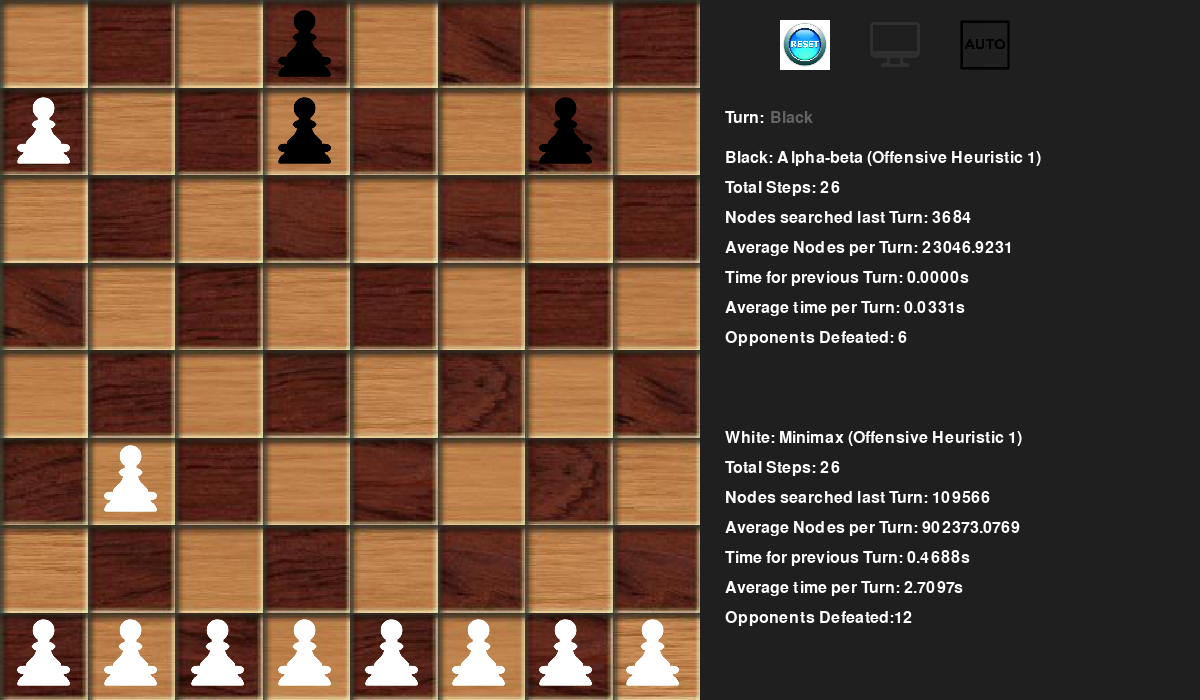 RESET
AUTO
Turn: Black
Black: Alpha-beta (Offensive Heuristic 1)
Total Steps: 26
Nodes searched last Turn: 3684
Average Nodes per Turn: 23046.9231
Time for previous Turn: 0.0000s
Average time per Turn: 0.0331s
Opponents Defeated: 6
White: Minimax (Offensive Heuristic 1)
Total Steps: 26
Nodes searched last Turn: 109566
Average Nodes per Turn: 902373.0769
Time for previous Turn: 0.4688s
Average time per Turn: 2.7097s
Opponents Defeated:12